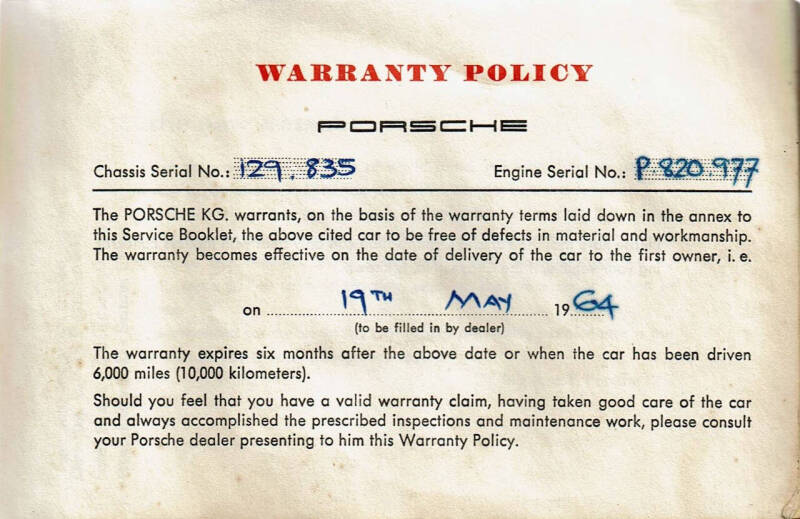 WARRANTY POLICY
PORSCHE
Chassis Serial No.: 129.835 Engine Serial No.: P 820 977
The PORSCHE KG. warrants, on the basis of the warranty terms laid down in the annex to
this Service Booklet, the above cited car to be free of defects in material and workmanship.
The warranty becomes effective on the date of delivery of the car to the first owner, i. e.
on 19TH MAY 1964
(to be filled in by dealer)
The warranty expires six months after the above date or when the car has been driven
6,000 miles (10,000 kilometers).
Should you feel that you have a valid warranty claim, having taken good care of the car
and always accomplished the prescribed inspections and maintenance work, please consult
your Porsche dealer presenting to him this Warranty Policy.